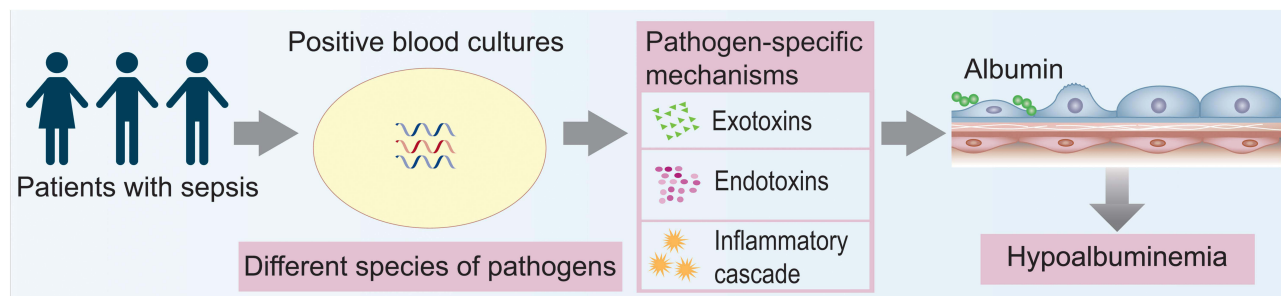 Patients with sepsis
Positive blood cultures
Different species of pathogens
Pathogen-specific
mechanisms
Exotoxins
Endotoxins
Inflammatory
cascade
Albumin
Hypoalbuminemia